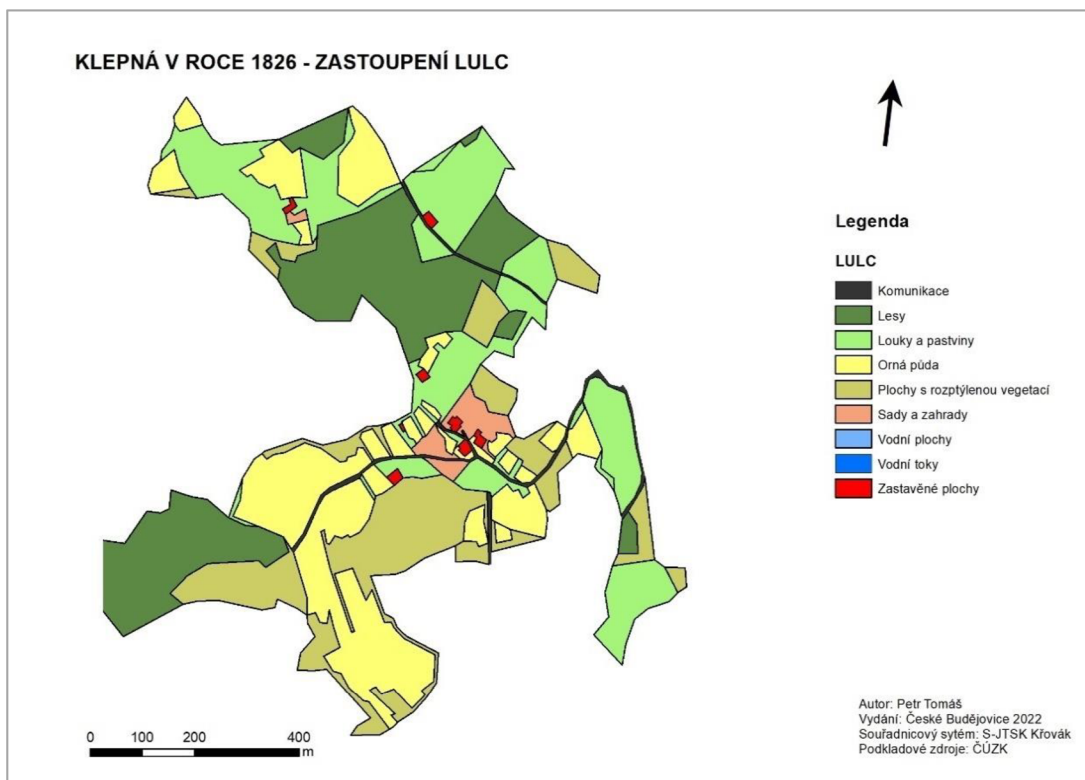 KLEPNÁ V ROCE 1826 - ZASTOUPENÍ LULC
Legenda
LULC
Komunikace
Lesy
Louky a pastviny
Orná půda
Plochy s rozptýlenou vegetací
Sady a zahrady
Vodní plochy
Vodní toky
Zastavěné plochy
0 100 200 400
m
Autor: Petr Tomáš
Vydání: České Budějovice 2022
Souřadnicový sytém: S-JTSK Křovák
Podkladové zdroje: ČÚZK